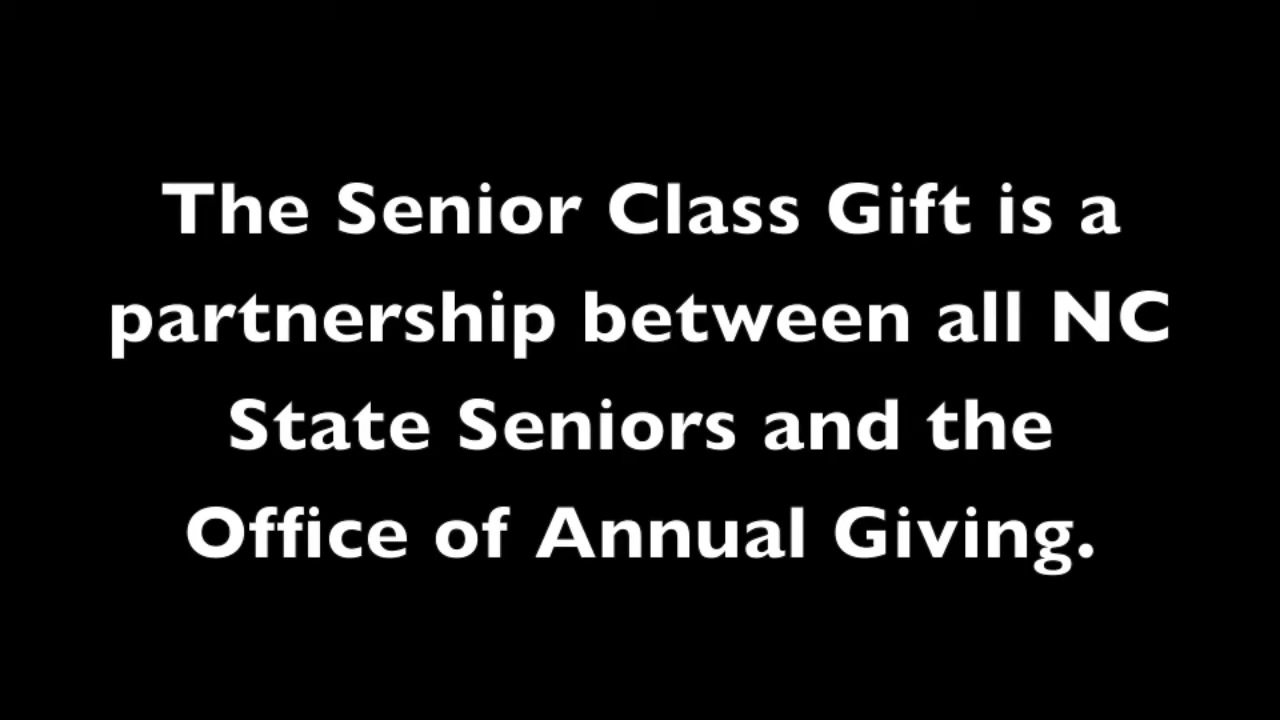 The Senior Class Gift is a
partnership between all NC
State Seniors and the
Office of Annual Giving.